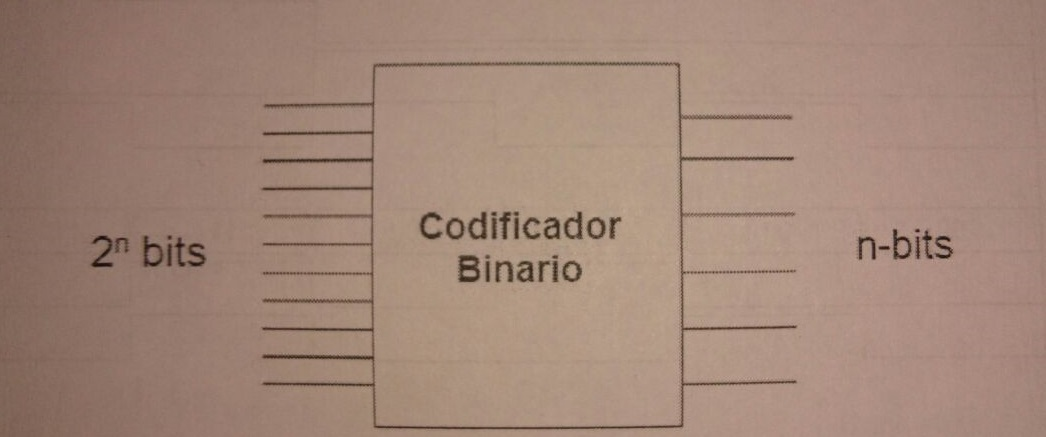 2ⁿ bits
Codificador
Binario
n-bits